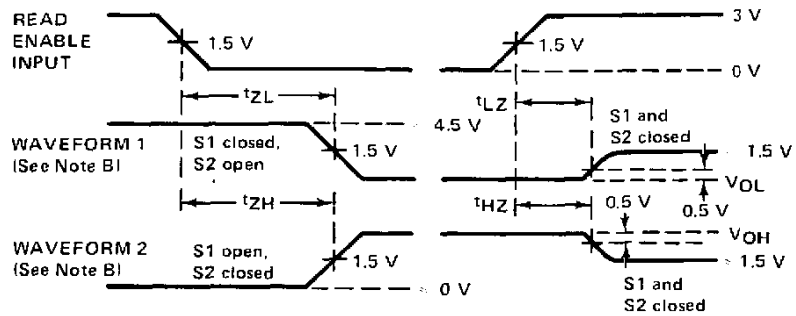 READ
ENABLE
INPUT
1.5 V
1.5 V
3 V
0 V
tZL
tLZ
WAVEFORM 1
(See Note B)
S1 closed,
S2 open
4.5 V
1.5 V
S1 and
S2 closed
≈ 1.5 V
VOL
0.5 V
tZH
tHZ
0.5 V
WAVEFORM 2
(See Note B)
S1 open,
S2 closed
1.5 V
≈ 0 V
VOH
≈ 1.5 V
S1 and
S2 closed